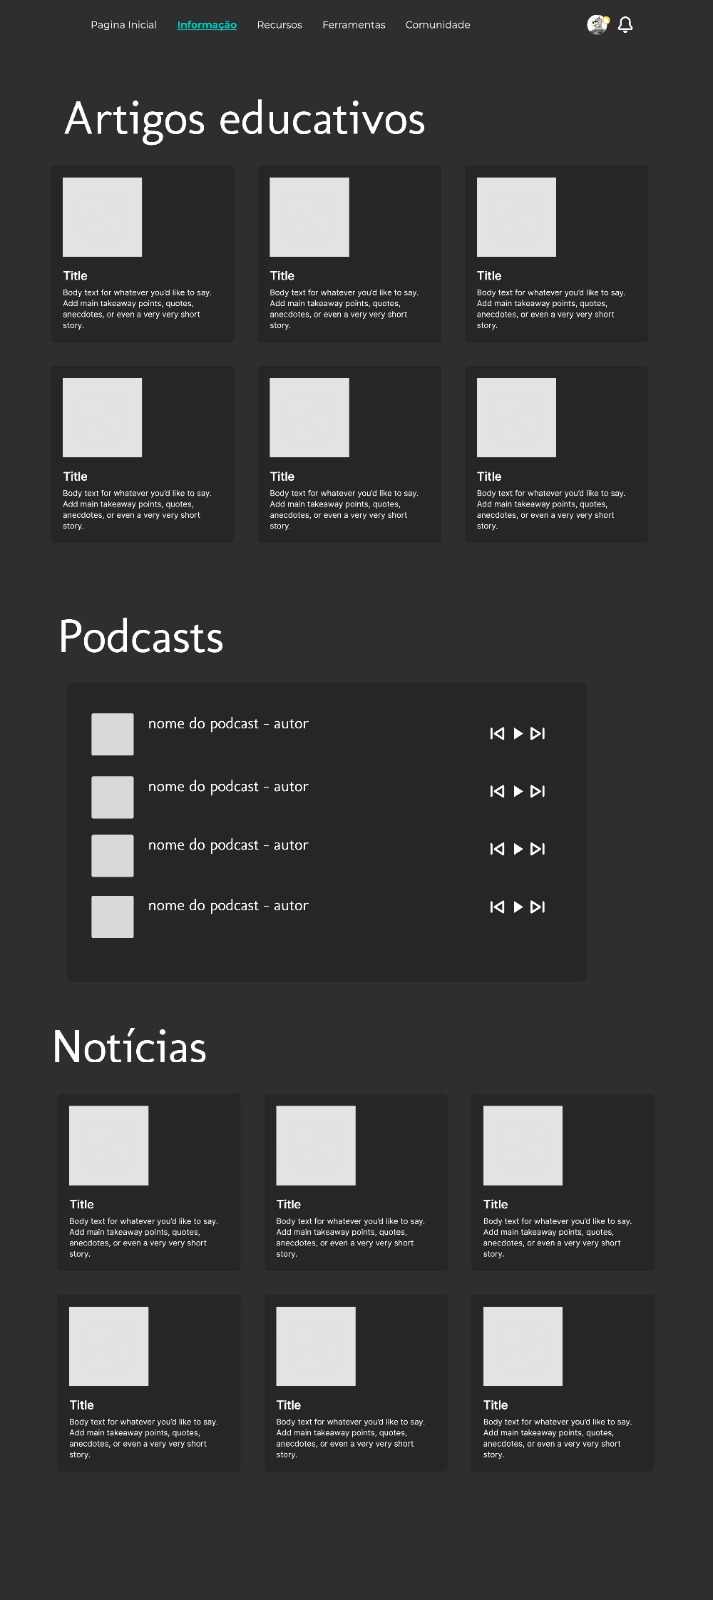 Pagina Inicial Informação Recursos Ferramentas Comunidade
Artigos educativos
Title
Body text for whatever you'd like to say.
Add main takeaway points, quotes,
anecdotes, or even a very very short
story.
Title
Body text for whatever you'd like to say.
Add main takeaway points, quotes,
anecdotes, or even a very very short
story.
Title
Body text for whatever you'd like to say.
Add main takeaway points, quotes,
anecdotes, or even a very very short
story.
Title
Body text for whatever you'd like to say.
Add main takeaway points, quotes,
anecdotes, or even a very very short
story.
Title
Body text for whatever you'd like to say.
Add main takeaway points, quotes,
anecdotes, or even a very very short
story.
Title
Body text for whatever you'd like to say.
Add main takeaway points, quotes,
anecdotes, or even a very very short
story.
Podcasts
nome do podcast - autor
nome do podcast - autor
nome do podcast - autor
nome do podcast - autor
Notícias
Title
Body text for whatever you'd like to say.
Add main takeaway points, quotes,
anecdotes, or even a very very short
story.
Title
Body text for whatever you'd like to say.
Add main takeaway points, quotes,
anecdotes, or even a very very short
story.
Title
Body text for whatever you'd like to say.
Add main takeaway points, quotes,
anecdotes, or even a very very short
story.
Title
Body text for whatever you'd like to say.
Add main takeaway points, quotes,
anecdotes, or even a very very short
story.
Title
Body text for whatever you'd like to say.
Add main takeaway points, quotes,
anecdotes, or even a very very short
story.
Title
Body text for whatever you'd like to say.
Add main takeaway points, quotes,
anecdotes, or even a very very short
story.